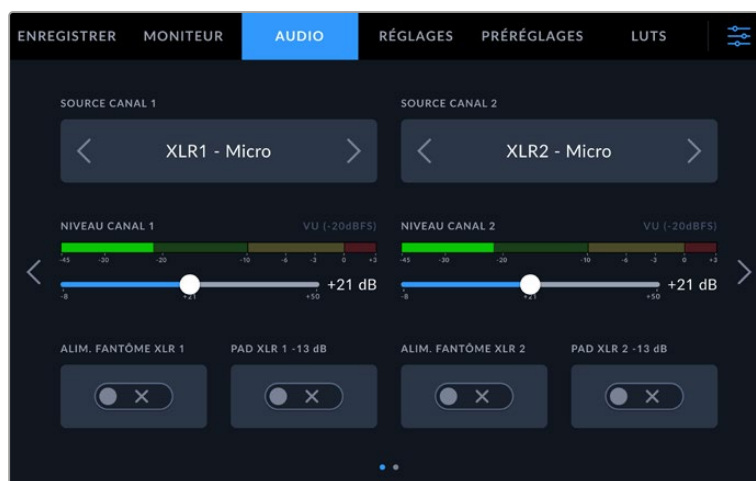 ENREGISTRER MONITEUR AUDIO RÉGLAGES PRÉRÉGLAGES LUTS
SOURCE CANAL 1 SOURCE CANAL 2
XLR1 - Micro XLR2 - Micro
NIVEAU CANAL 1 VU (-20dBFS) NIVEAU CANAL 2 VU (-20dBFS)
-45 -30 -20 -10 -6 -3 0 +3 -45 -30 -20 -10 -6 -3 0 +3
+21 dB +21 dB
-8 +21 +50 -8 +21 +50
ALIM. FANTÔME XLR 1 PAD XLR 1 -13 dB ALIM. FANTÔME XLR 2 PAD XLR 2 -13 dB